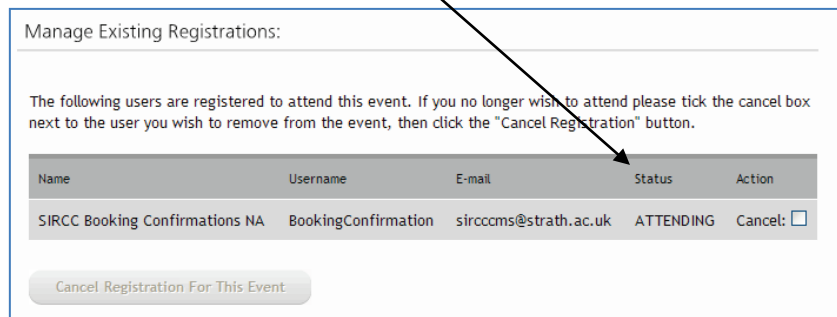 Manage Existing Registrations:
The following users are registered to attend this event. If you no longer wish to attend please tick the cancel box
next to the user you wish to remove from the event, then click the "Cancel Registration" button.
Name Username E-mail Status Action
SIRCC Booking Confirmations NA BookingConfirmation sircccms@strath.ac.uk ATTENDING Cancel:
Cancel Registration For This Event